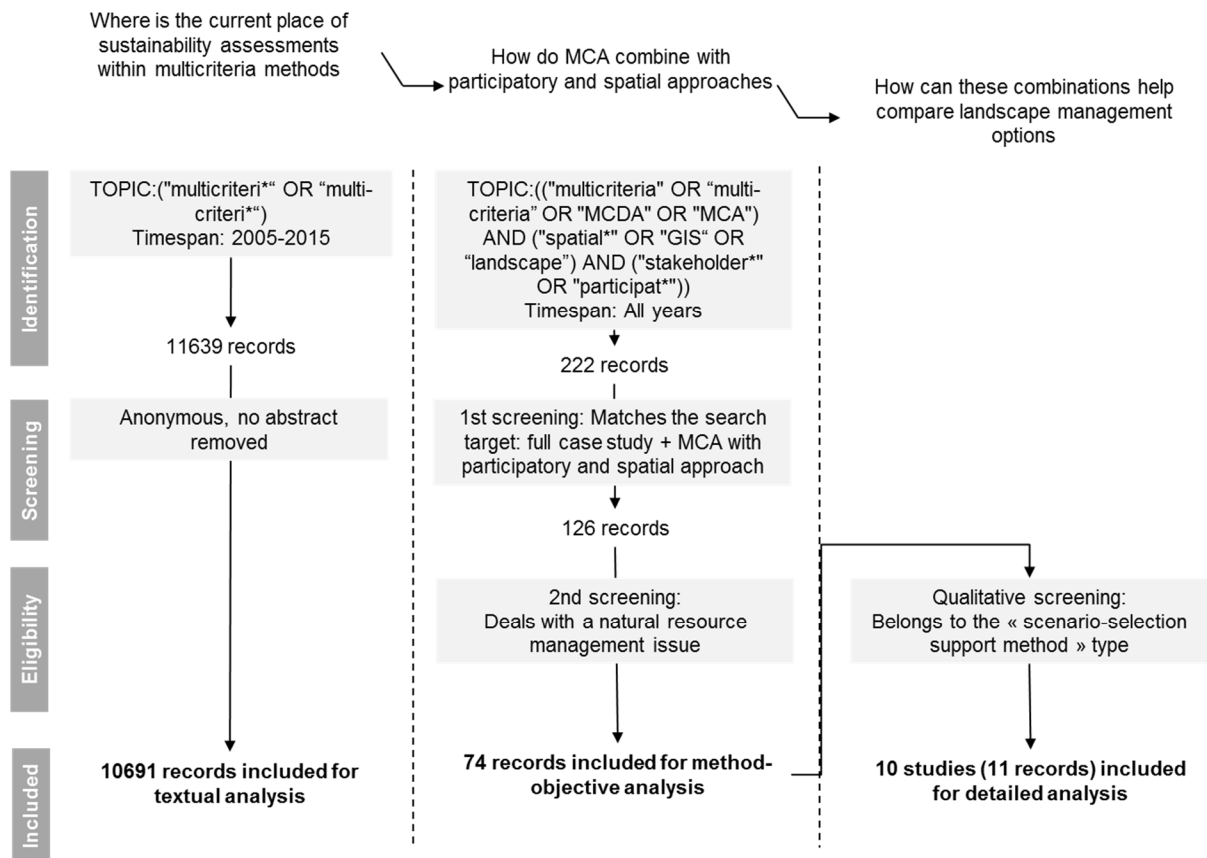 Where is the current place of
sustainability assessments
within multicriteria methods
How do MCA combine with
participatory and spatial approaches
How can these combinations help
compare landscape management
options
Identification
TOPIC:("multicriteri*“ OR “multi-
criteri*“)
Timespan: 2005-2015
11639 records
TOPIC:(("multicriteria" OR “multi-
criteria” OR "MCDA" OR "MCA")
AND ("spatial*" OR "GIS“ OR
“landscape”) AND ("stakeholder*"
OR "participat*"))
Timespan: All years
222 records
Screening
Anonymous, no abstract
removed
1st screening: Matches the search
target: full case study + MCA with
participatory and spatial approach
126 records
Eligibility
2nd screening:
Deals with a natural resource
management issue
Qualitative screening:
Belongs to the « scenario-selection
support method » type
Included
10691 records included for
textual analysis
74 records included for method-
objective analysis
10 studies (11 records) included
for detailed analysis